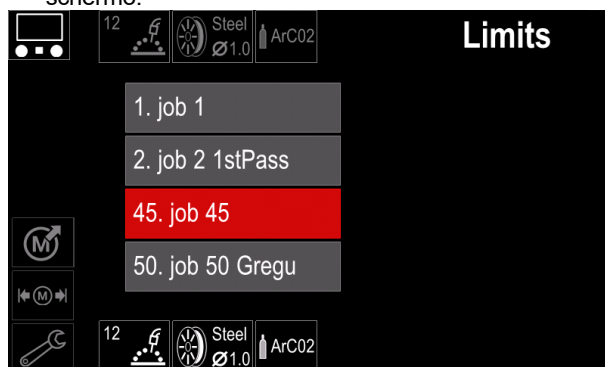 schermo.
12 Steel Ø1.0 ArC02 Limits
1. job 1
2. job 2 1stPass
45. job 45
50. job 50 Gregu
M
M
12 Steel Ø1.0 ArC02